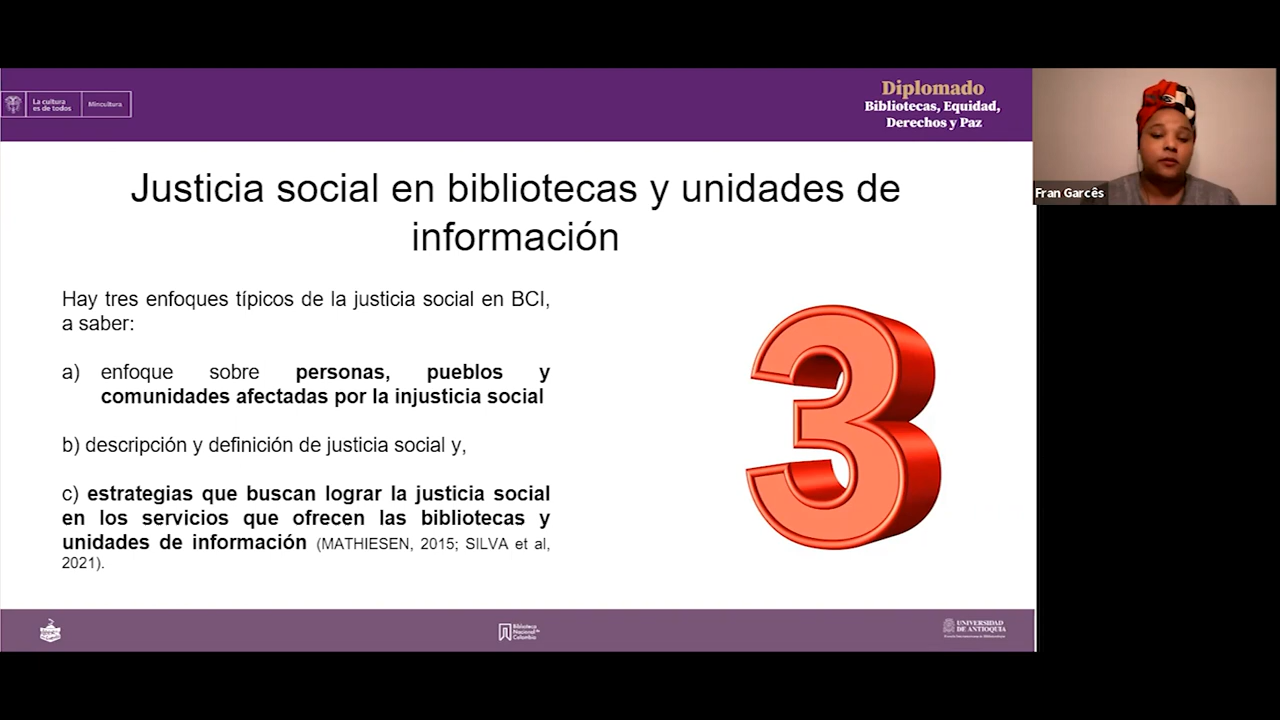 La cultura
es de todos
Mincultura
Diplomado
Bibliotecas, Equidad,
Derechos y Paz
Fran Garcês
Justicia social en bibliotecas y unidades de
información
Hay tres enfoques típicos de la justicia social en BCI,
a saber:
a) enfoque sobre personas, pueblos y
comunidades afectadas por la injusticia social
b) descripción y definición de justicia social y,
c) estrategias que buscan lograr la justicia social
en los servicios que ofrecen las bibliotecas y
unidades de información (MATHIESEN, 2015; SILVA et al,
2021).
3
Biblioteca
Nacional de
Colombia
UNIVERSIDAD
DE ANTIOQUIA